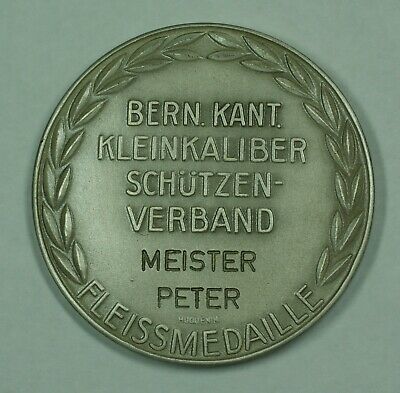 BERN. KANT.
KLEINKALIBER
SCHÜTZEN-
VERBAND
MEISTER
PETER
HUGUENIN
FLEISSMEDAILLE